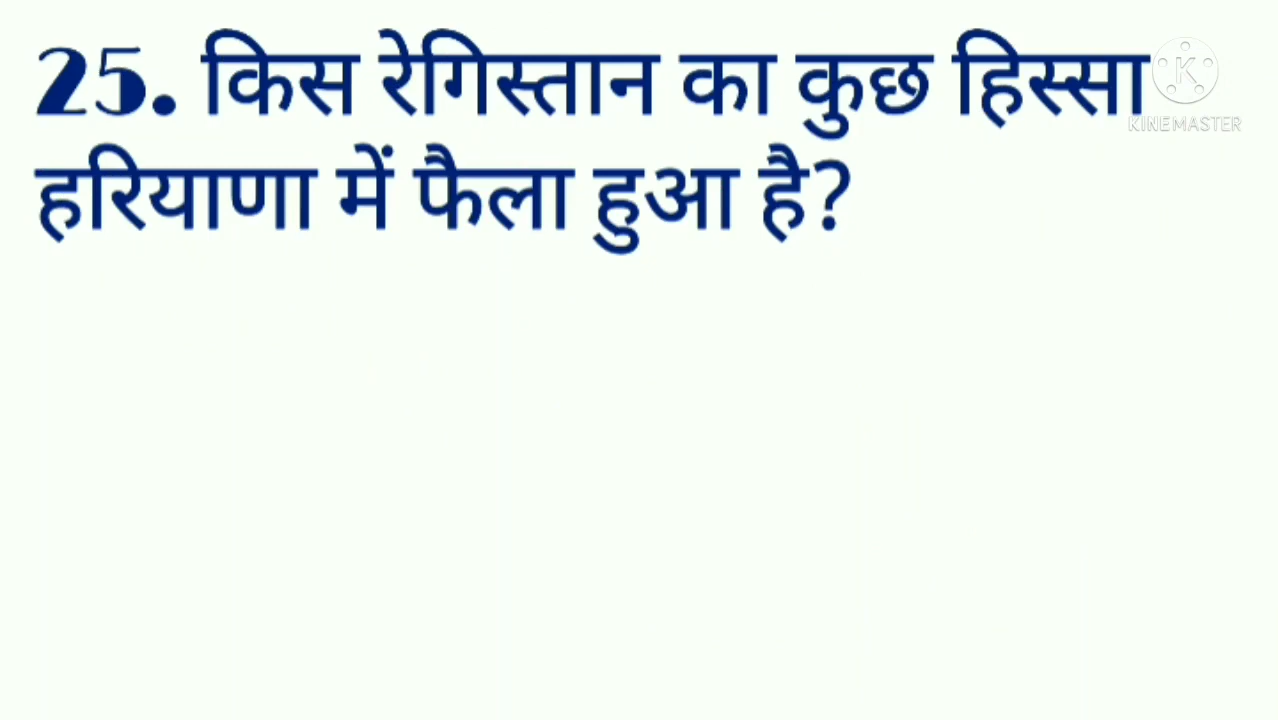 25. किस रेगिस्तान का कुछ हिस्सा
हरियाणा में फैला हुआ है?
K
KINEMASTER